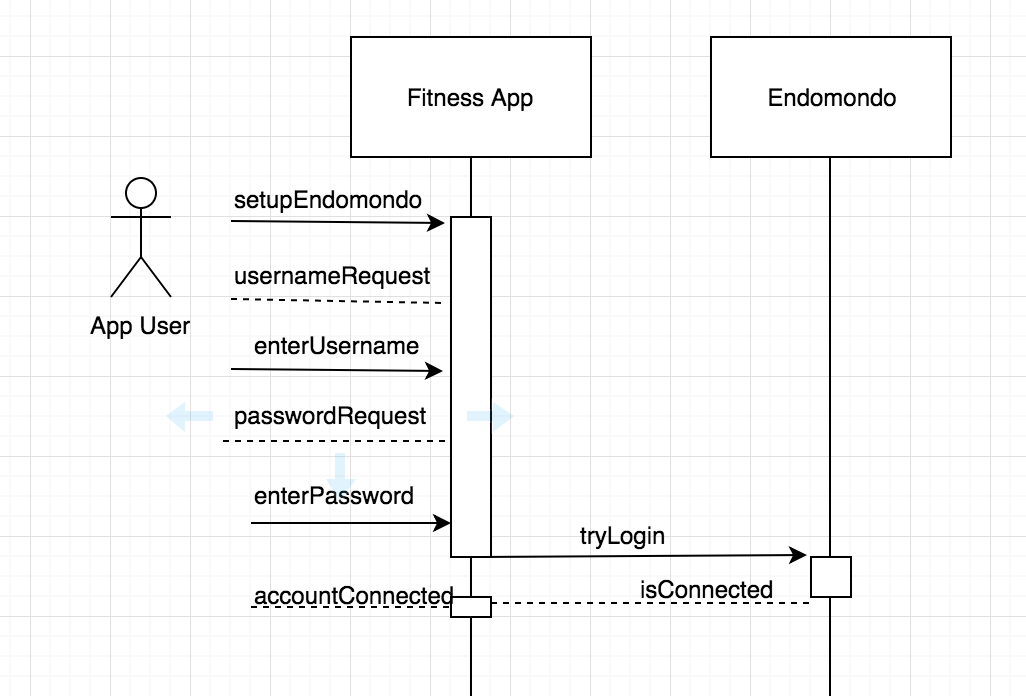 Fitness App
Endomondo
setupEndomondo
usernameRequest
App User
enterUsername
passwordRequest
enterPassword
tryLogin
isConnected
accountConnected